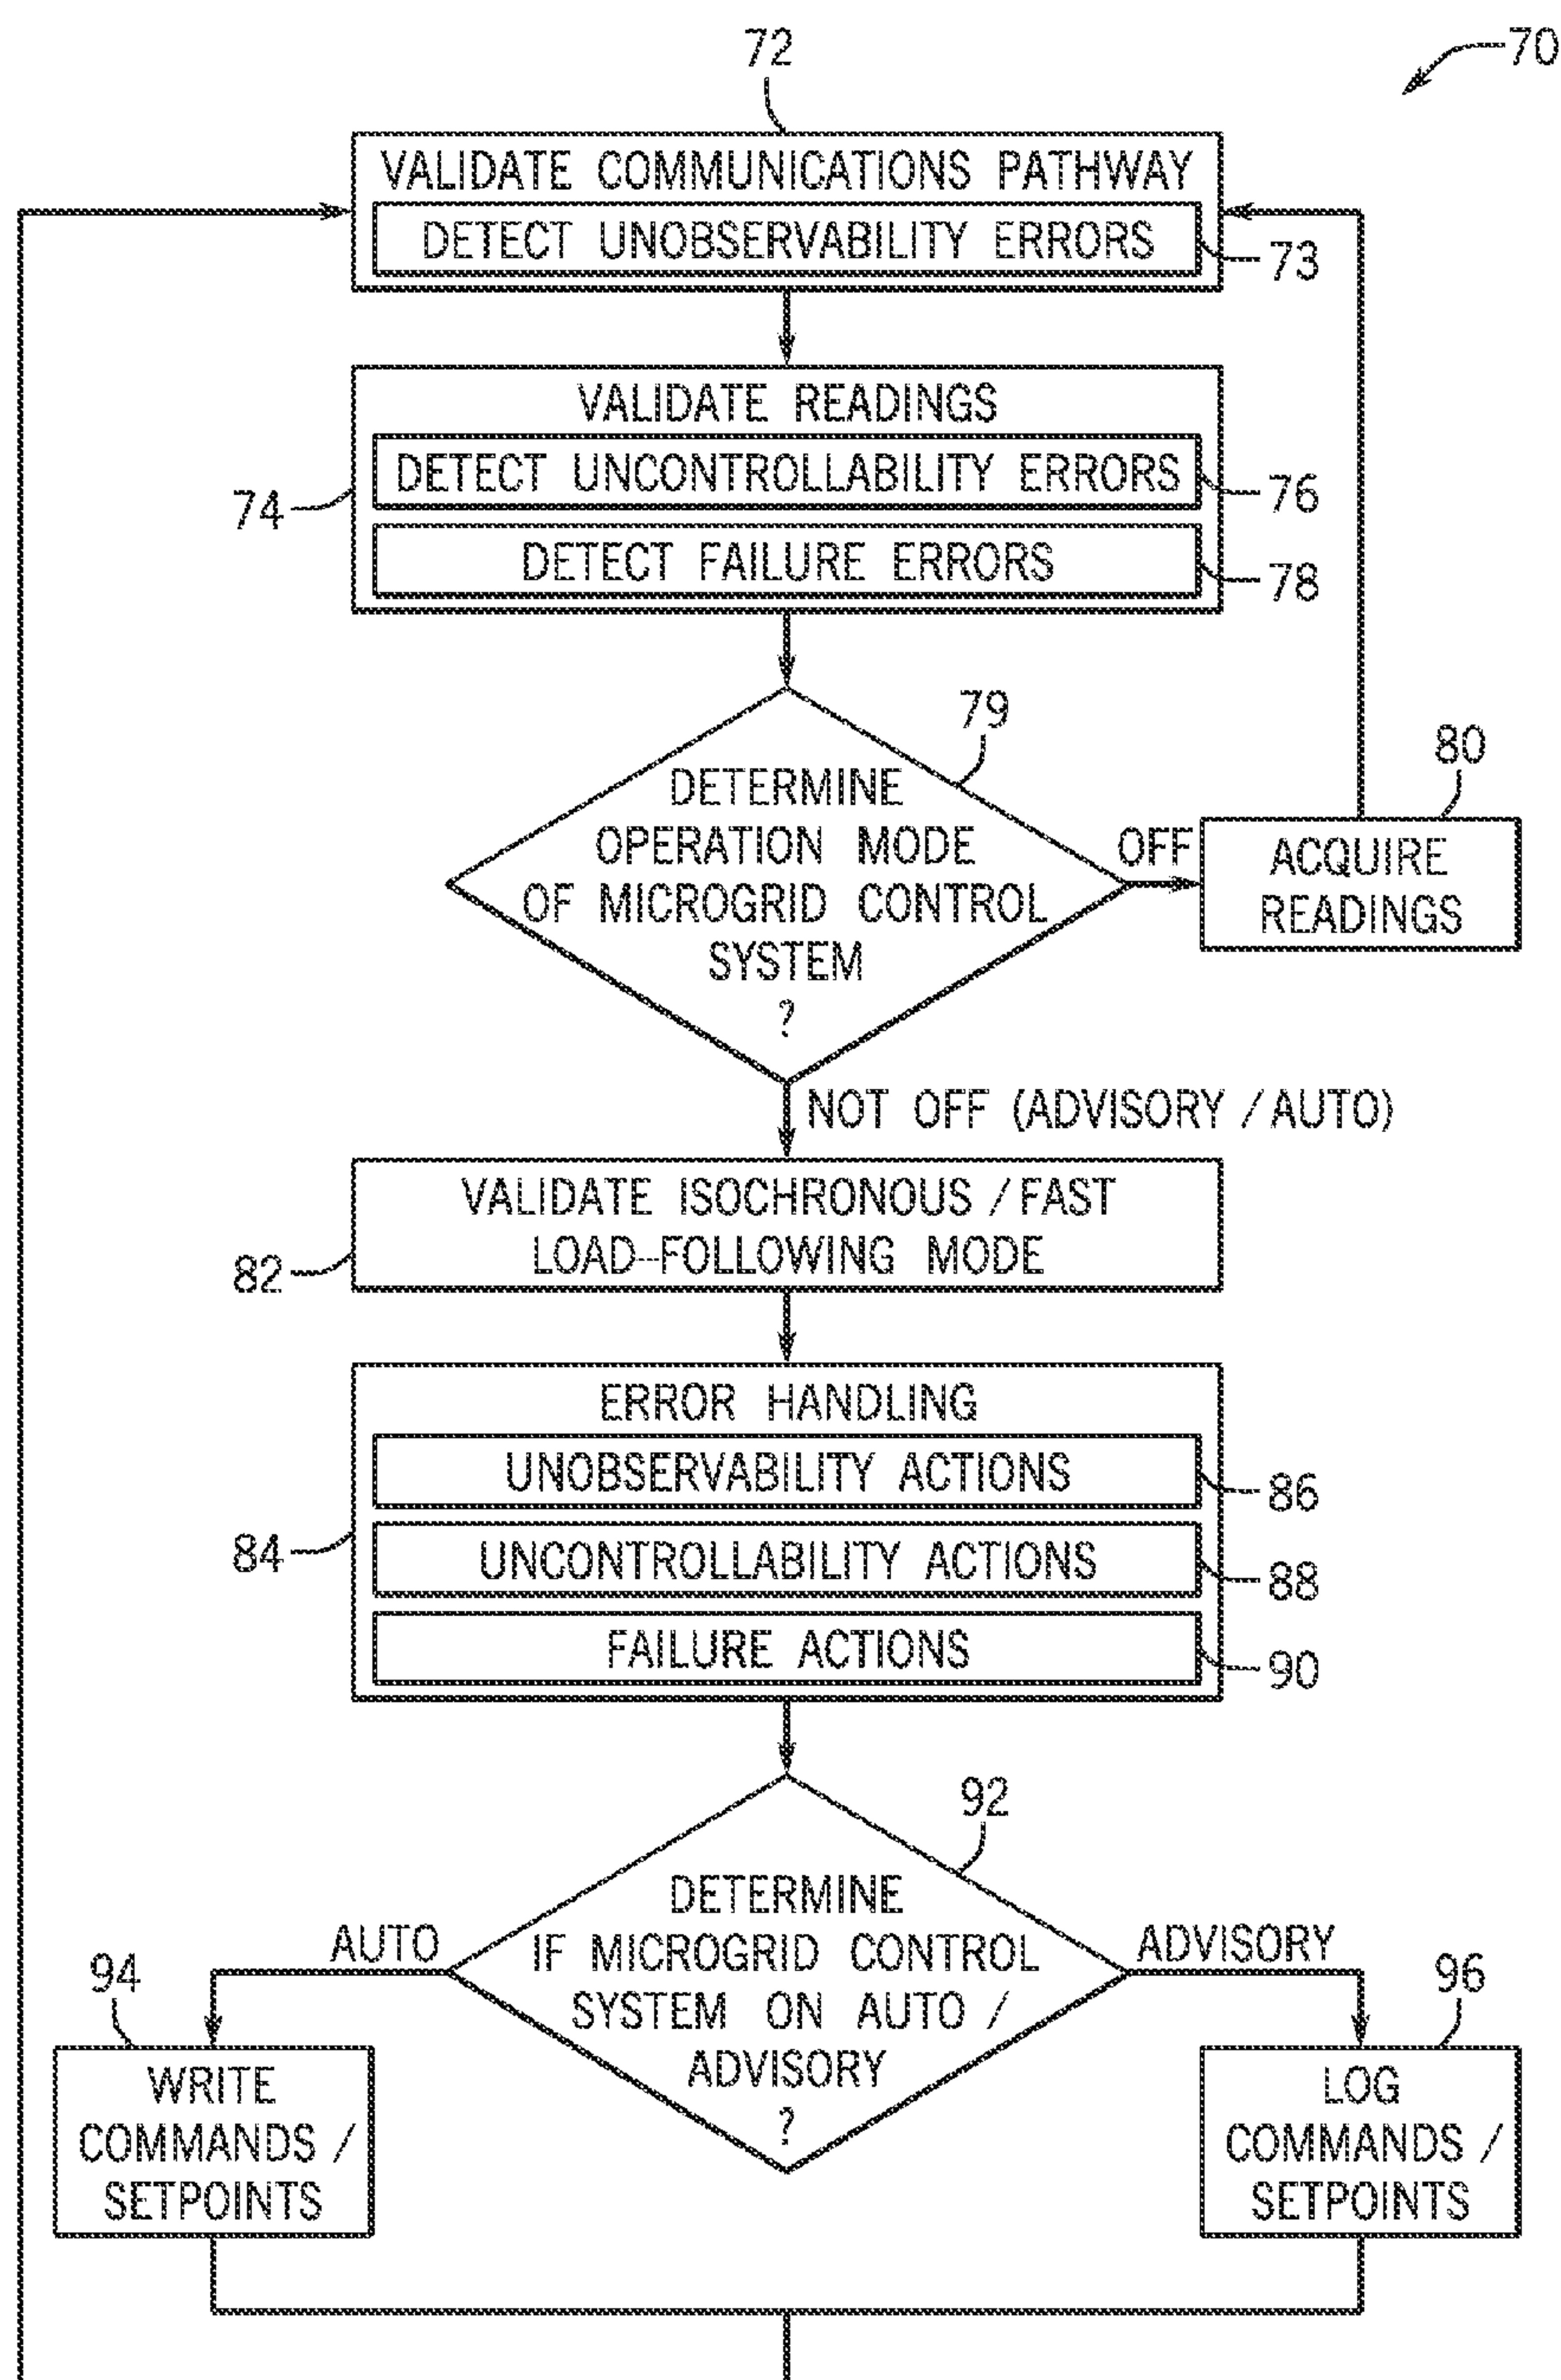 70
72
VALIDATE COMMUNICATIONS PATHWAY
DETECT UNOBSERVABILITY ERRORS
73
VALIDATE READINGS
DETECT UNCONTROLLABILITY ERRORS
74
76
DETECT FAILURE ERRORS
78
79
DETERMINE
OPERATION MODE
OF MICROGRID CONTROL
SYSTEM
?
OFF
80
ACQUIRE
READINGS
NOT OFF (ADVISORY / AUTO)
VALIDATE ISOCHRONOUS / FAST
LOAD-FOLLOWING MODE
82
ERROR HANDLING
UNOBSERVABILITY ACTIONS
86
84
UNCONTROLLABILITY ACTIONS
88
FAILURE ACTIONS
90
92
DETERMINE
IF MICROGRID CONTROL
SYSTEM ON AUTO /
ADVISORY
?
AUTO
ADVISORY
94
WRITE
COMMANDS /
SETPOINTS
96
LOG
COMMANDS /
SETPOINTS